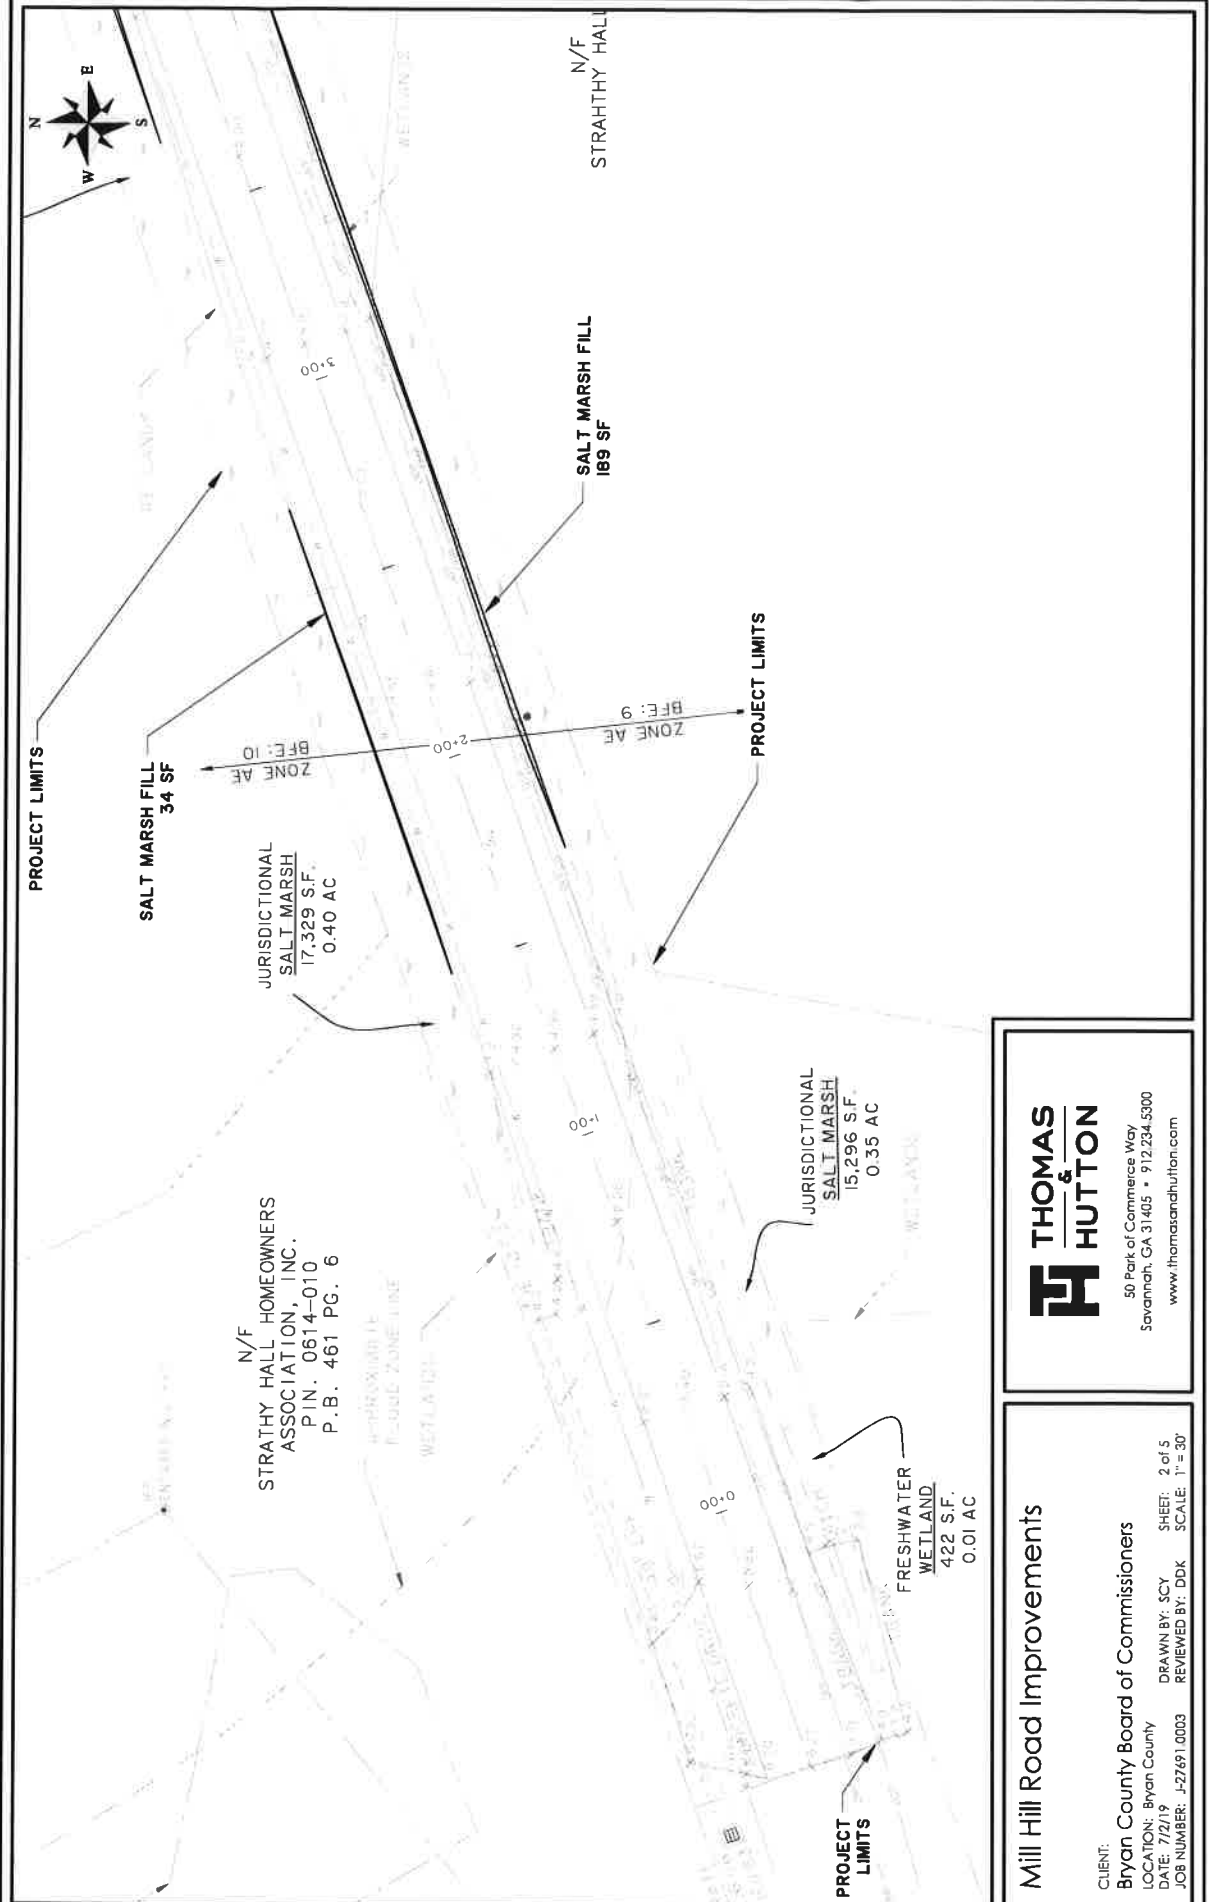 N
E
S
W
PROJECT LIMITS
SALT MARSH FILL
34 SF
ZONE AE
BFE: 10
JURISDICTIONAL
SALT MARSH
17,329 S.F.
0.40 AC
N/F
STRATHY HALL HOMEOWNERS
ASSOCIATION, INC.
PIN. 0614-010
P.B. 461 PG. 6
FLOOD ZONE LINE
WETLANDS
WETLANDS
N/F
STRAHTHY HALL
3+00
2+00
1+00
0+00
SALT MARSH FILL
189 SF
ZONE AE
BFE: 9
PROJECT LIMITS
JURISDICTIONAL
SALT MARSH
15,296 S.F.
0.35 AC
WETLANDS
FRESHWATER
WETLAND
422 S.F.
0.01 AC
PROJECT
LIMITS
Mill Hill Road Improvements
CLIENT:
Bryan County Board of Commissioners
LOCATION: Bryan County
DATE: 7/2/19 DRAWN BY: SCY SHEET: 2 of 5
JOB NUMBER: J-27691.0003 REVIEWED BY: DDK SCALE: 1" = 30'
THOMAS
&
HUTTON
50 Park of Commerce Way
Savannah, GA 31405 • 912.234.5300
www.thomasandhutton.com